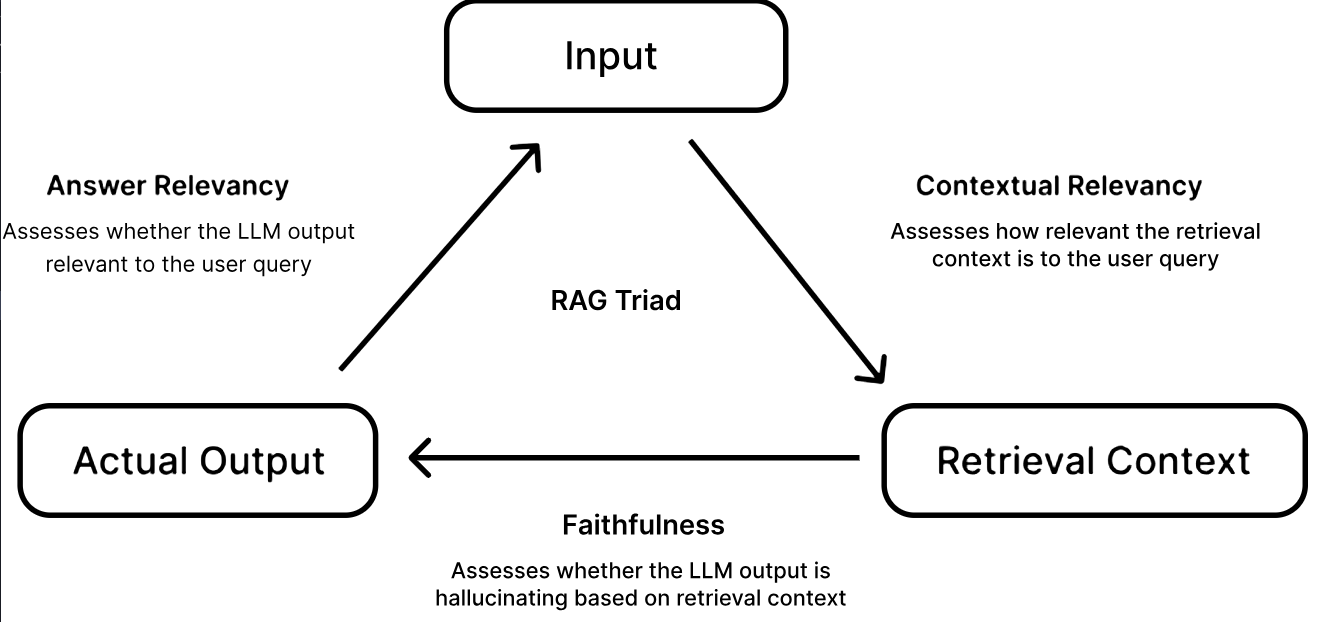 Input
Answer Relevancy
Assesses whether the LLM output
relevant to the user query
Contextual Relevancy
Assesses how relevant the retrieval
context is to the user query
RAG Triad
Actual Output
Retrieval Context
Faithfulness
Assesses whether the LLM output is
hallucinating based on retrieval context